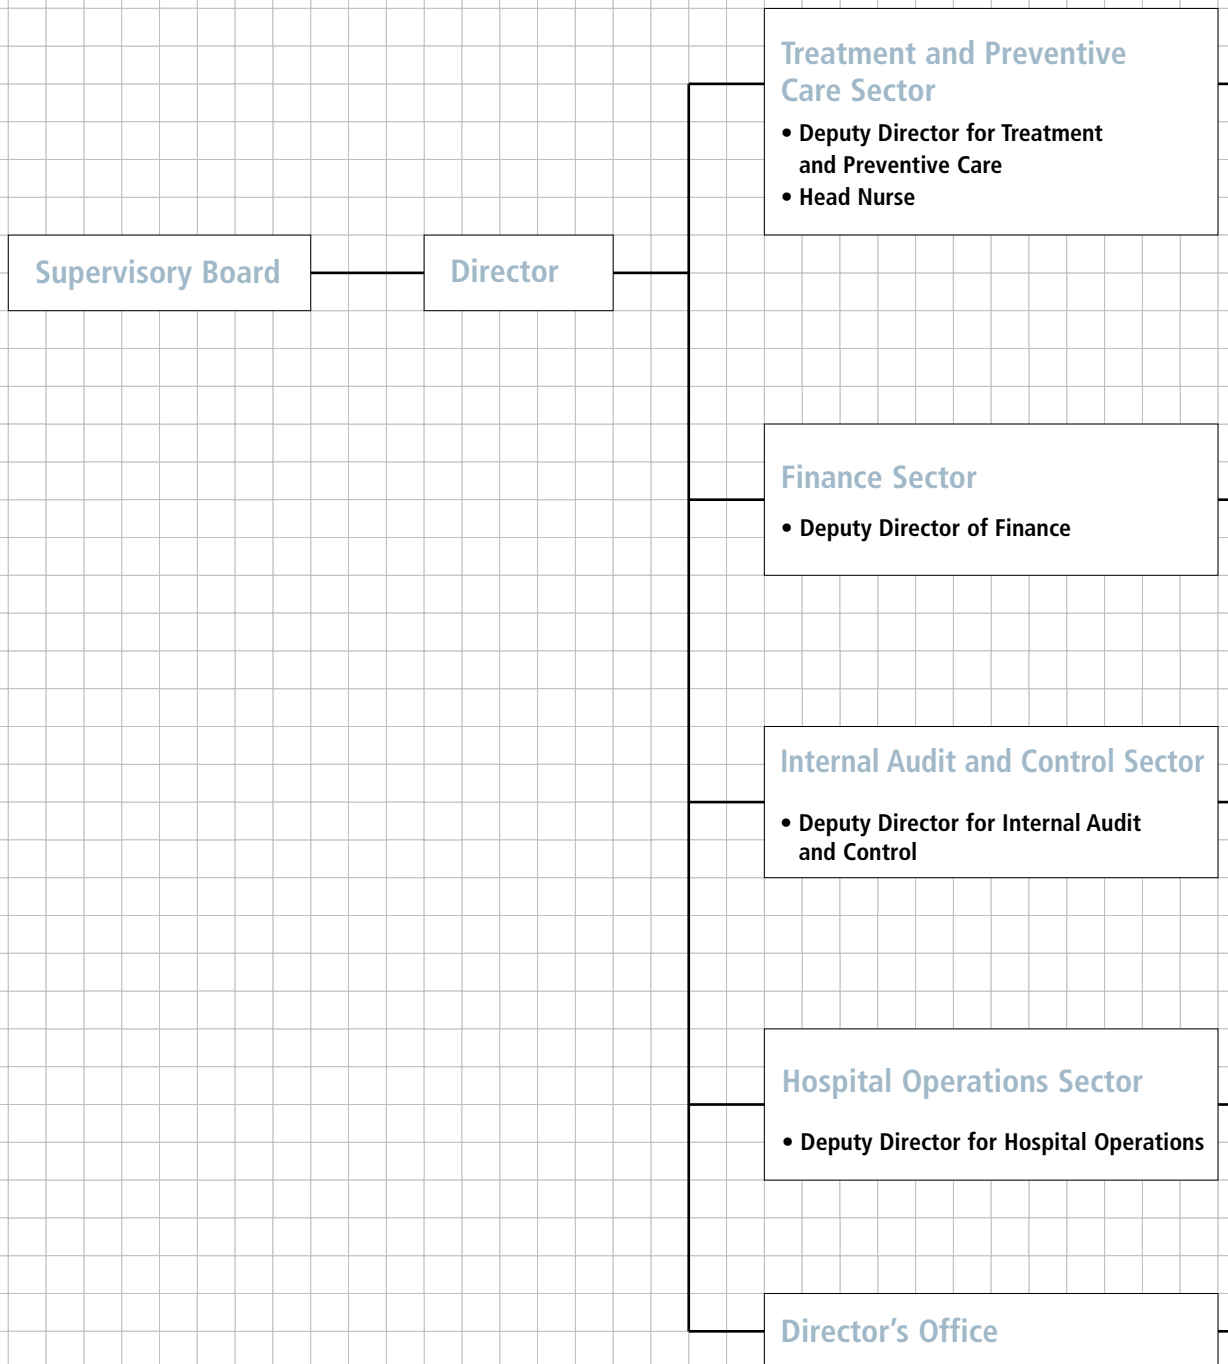 Treatment and Preventive
Care Sector
• Deputy Director for Treatment
and Preventive Care
• Head Nurse
Supervisory Board
Director
Finance Sector
• Deputy Director of Finance
Internal Audit and Control Sector
• Deputy Director for Internal Audit
and Control
Hospital Operations Sector
• Deputy Director for Hospital Operations
Director’s Office